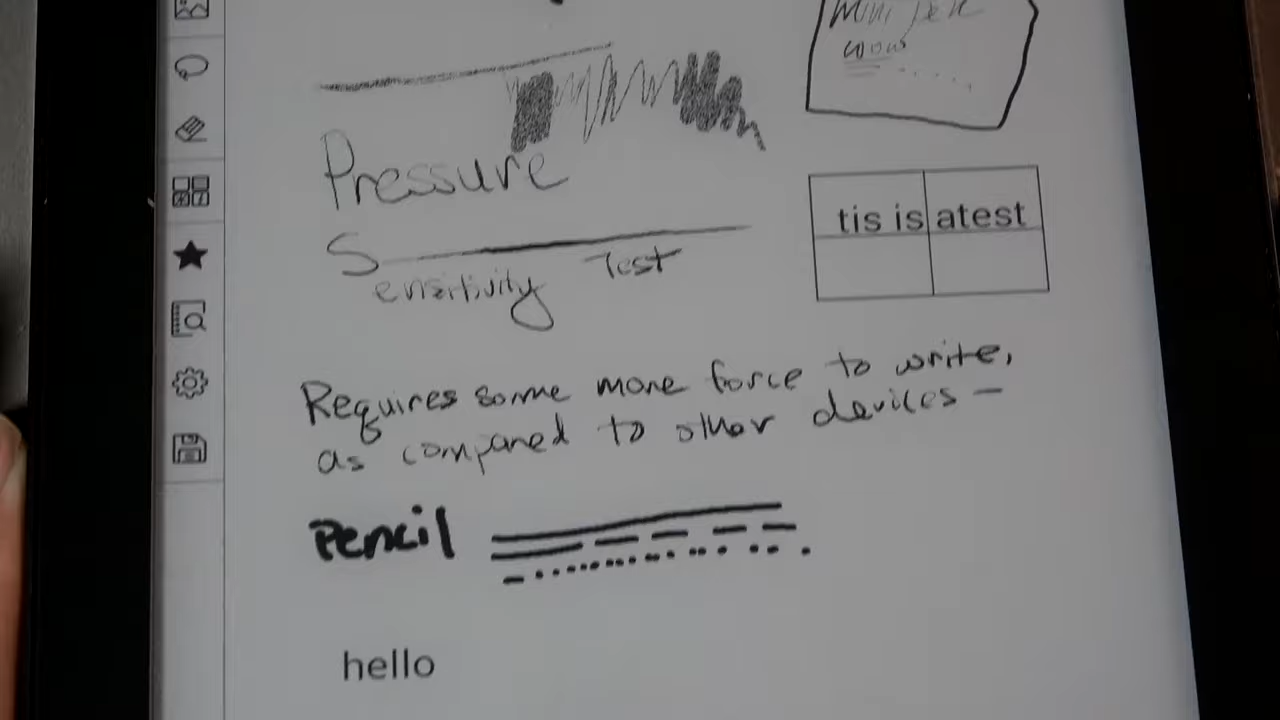 wow
Pressure
Sensitivity Test
tis is atest
Requires some more force to write,
as compared to other devices –
Pencil
hello